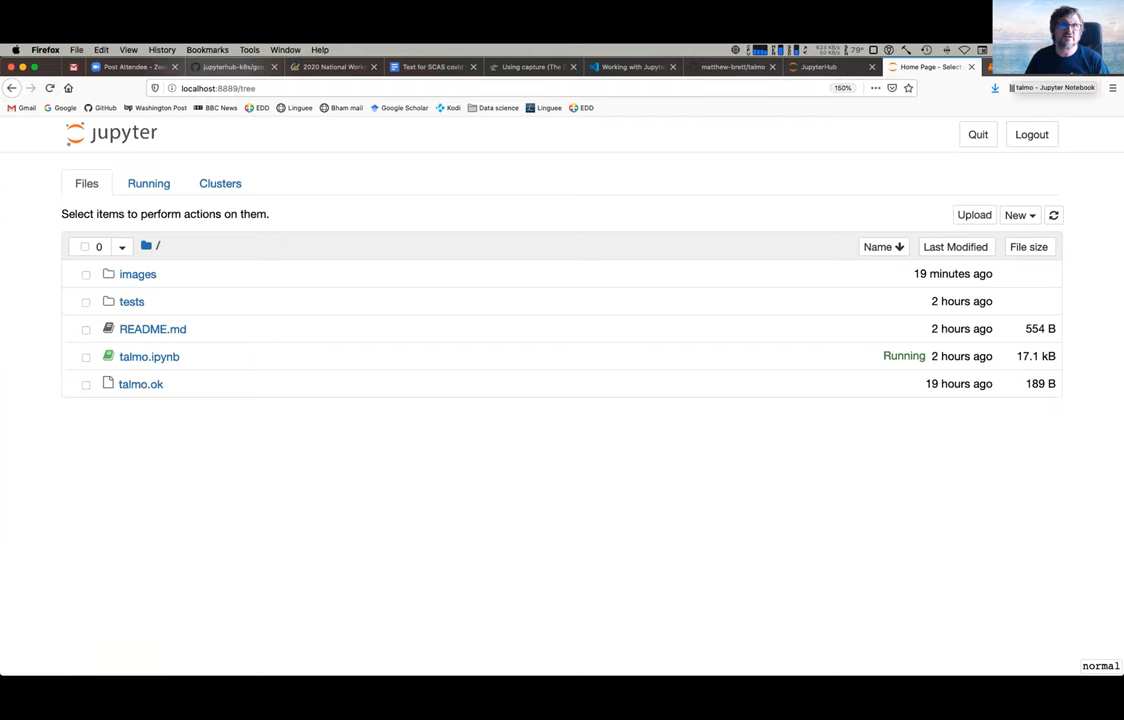 Firefox File Edit View History Bookmarks Tools Window Help 79°
Post Attendee - Zoo jupyterhub-k8s/gce 2020 National Work Text for SCAS covid Using capture (The Working with Jupyte matthew-brett/talmo JupyterHub Home Page - Select
localhost:8889/tree 150% talmo - Jupyter Notebook
Gmail Google GitHub Washington Post BBC News EDD Linguee Bham mail Google Scholar Kodi Data science Linguee EDD
jupyter Quit Logout
Files Running Clusters
Select items to perform actions on them. Upload New
0 / Name Last Modified File size
images 19 minutes ago
tests 2 hours ago
README.md 2 hours ago 554 B
talmo.ipynb Running 2 hours ago 17.1 kB
talmo.ok 19 hours ago 189 B
normal